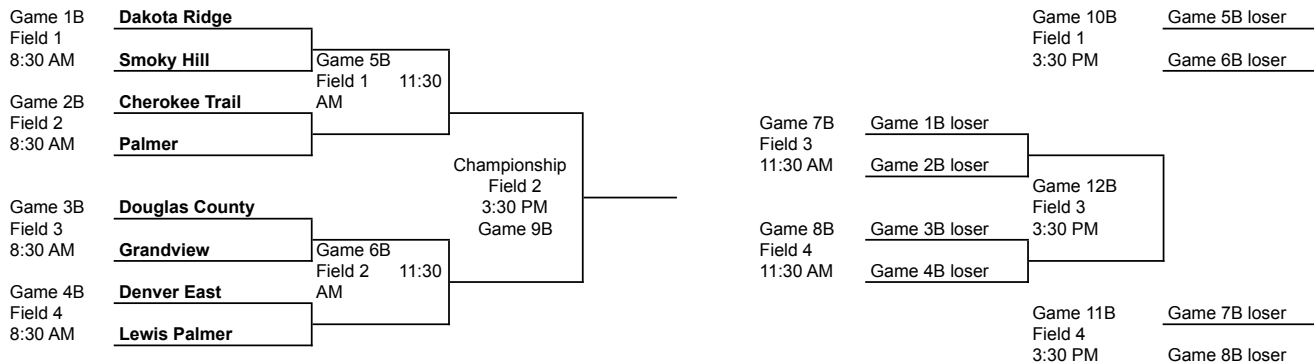 Game 1B
Field 1
8:30 AM
Dakota Ridge
Smoky Hill
Game 2B
Field 2
8:30 AM
Cherokee Trail
Palmer
Game 5B
Field 1 11:30
AM
Game 3B
Field 3
8:30 AM
Douglas County
Grandview
Game 4B
Field 4
8:30 AM
Denver East
Lewis Palmer
Game 6B
Field 2 11:30
AM
Championship
Field 2
3:30 PM
Game 9B
Game 7B
Field 3
11:30 AM
Game 1B loser
Game 2B loser
Game 8B
Field 4
11:30 AM
Game 3B loser
Game 4B loser
Game 12B
Field 3
3:30 PM
Game 10B
Field 1
3:30 PM
Game 5B loser
Game 6B loser
Game 11B
Field 4
3:30 PM
Game 7B loser
Game 8B loser